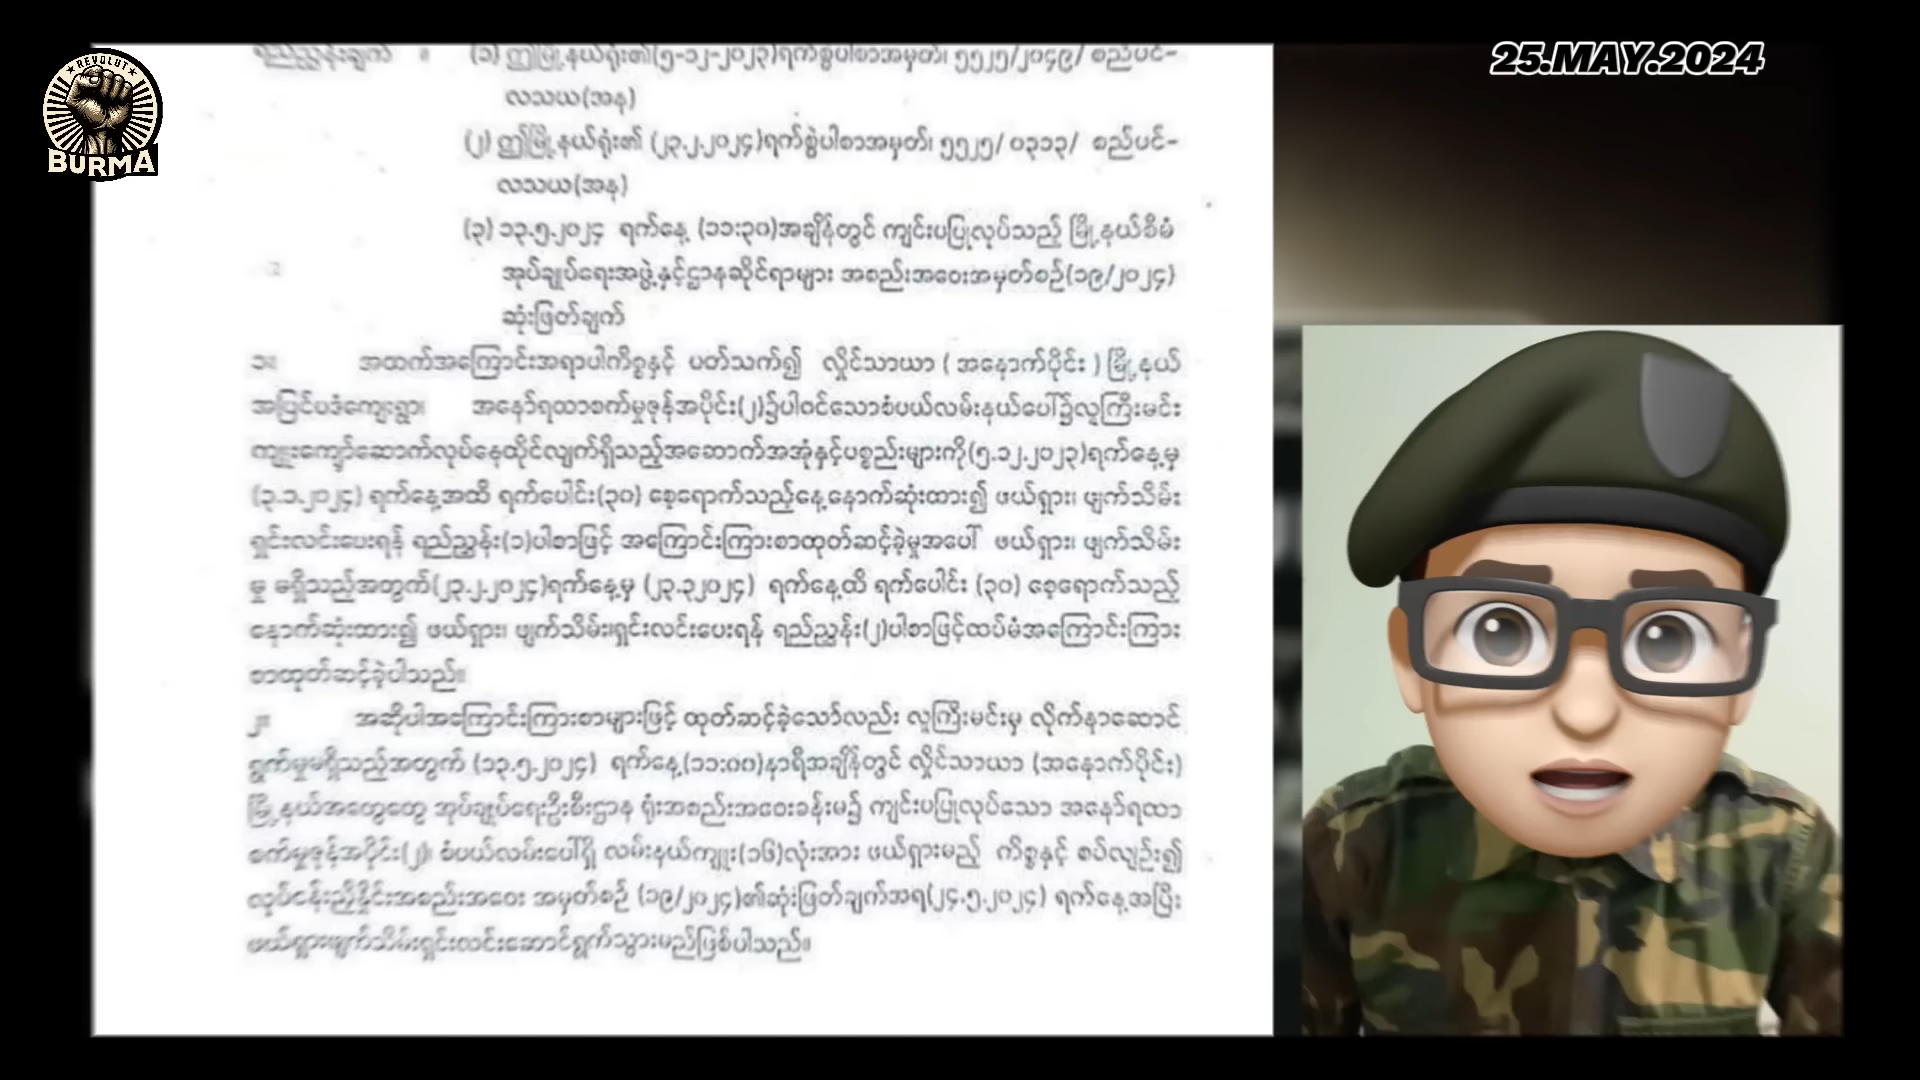 REVOLUT
BURMA
25.MAY.2024
ရည်ညွှန်းချက် ။ (၁) ဤမြို့နယ်ရုံး၏(၅-၁၂-၂၀၂၃)ရက်စွဲပါစာအမှတ်၊ ၅၅၂၅/၂၀၄၉/ စည်ပင်-
လသယ(အန)
(၂) ဤမြို့နယ်ရုံး၏ (၂၃.၂.၂၀၂၄)ရက်စွဲပါစာအမှတ်၊ ၅၅၂၅/ ၀၃၁၃/ စည်ပင်-
လသယ(အန)
(၃) ၁၃.၅.၂၀၂၄ ရက်နေ့ (၁၁:၃၀)အချိန်တွင် ကျင်းပပြုလုပ်သည့် မြို့နယ်စီမံ
အုပ်ချုပ်ရေးအဖွဲ့နှင့်ဌာနဆိုင်ရာများ အစည်းအဝေးအမှတ်စဉ်(၁၉/၂၀၂၄)
ဆုံးဖြတ်ချက်
၁။ အထက်အကြောင်းအရာပါကိစ္စနှင့် ပတ်သက်၍ လှိုင်သာယာ ( အနောက်ပိုင်း ) မြို့နယ်
အပြင်ပဒံကျေးရွာ၊ အနော်ရထာစက်မှုဇုန်အပိုင်း(၂)၌ပါဝင်သောစံပယ်လမ်းနယ်ပေါ်၌လူကြီးမင်း
ကျူးကျော်ဆောက်လုပ်နေထိုင်လျက်ရှိသည့်အဆောက်အအုံနှင့်ပစ္စည်းများကို(၅.၁၂.၂၀၂၃)ရက်နေ့မှ
(၃.၁.၂၀၂၄) ရက်နေ့အထိ ရက်ပေါင်း(၃၀) စေ့ရောက်သည့်နေ့နောက်ဆုံးထား၍ ဖယ်ရှား၊ ဖျက်သိမ်း
ရှင်းလင်းပေးရန် ရည်ညွှန်း(၁)ပါစာဖြင့် အကြောင်းကြားစာထုတ်ဆင့်ခဲ့မှုအပေါ် ဖယ်ရှား၊ ဖျက်သိမ်း
မှု မရှိသည့်အတွက်(၂၃.၂.၂၀၂၄)ရက်နေ့မှ (၂၃.၃၂၀၂၄) ရက်နေ့ထိ ရက်ပေါင်း (၃၀) စေ့ရောက်သည့်
နောက်ဆုံးထား၍ ဖယ်ရှား၊ ဖျက်သိမ်း၊ရှင်းလင်းပေးရန် ရည်ညွှန်း(၂)ပါစာဖြင့်ထပ်မံအကြောင်းကြား
စာထုတ်ဆင့်ခဲ့ပါသည်။
၂။ အဆိုပါအကြောင်းကြားစာများဖြင့် ထုတ်ဆင့်ခဲ့သော်လည်း လူကြီးမင်းမှ လိုက်နာဆောင်
ရွက်မှုမရှိသည့်အတွက် (၁၃.၅.၂၀၂၄) ရက်နေ့(၁၁:၀၀)နာရီအချိန်တွင် လှိုင်သာယာ (အနောက်ပိုင်း)
မြို့နယ်အထွေထွေ အုပ်ချုပ်ရေးဦးစီးဌာန ရုံးအစည်းအဝေးခန်းမ၌ ကျင်းပပြုလုပ်သော အနော်ရထာ
စက်မှုဇုန်အပိုင်း(၂)၊ စံပယ်လမ်းပေါ်ရှိ လမ်းနယ်ကျူး(၁၆)လုံးအား ဖယ်ရှားမည့် ကိစ္စနှင့် စပ်လျဉ်း၍
လုပ်ငန်းညှိနှိုင်းအစည်းအဝေး အမှတ်စဉ် (၁၉/၂၀၂၄)၏ဆုံးဖြတ်ချက်အရ(၂၄.၅.၂၀၂၄) ရက်နေ့အပြီး
ဖယ်ရှားဖျက်သိမ်းရှင်းလင်းဆောင်ရွက်သွားမည်ဖြစ်ပါသည်။